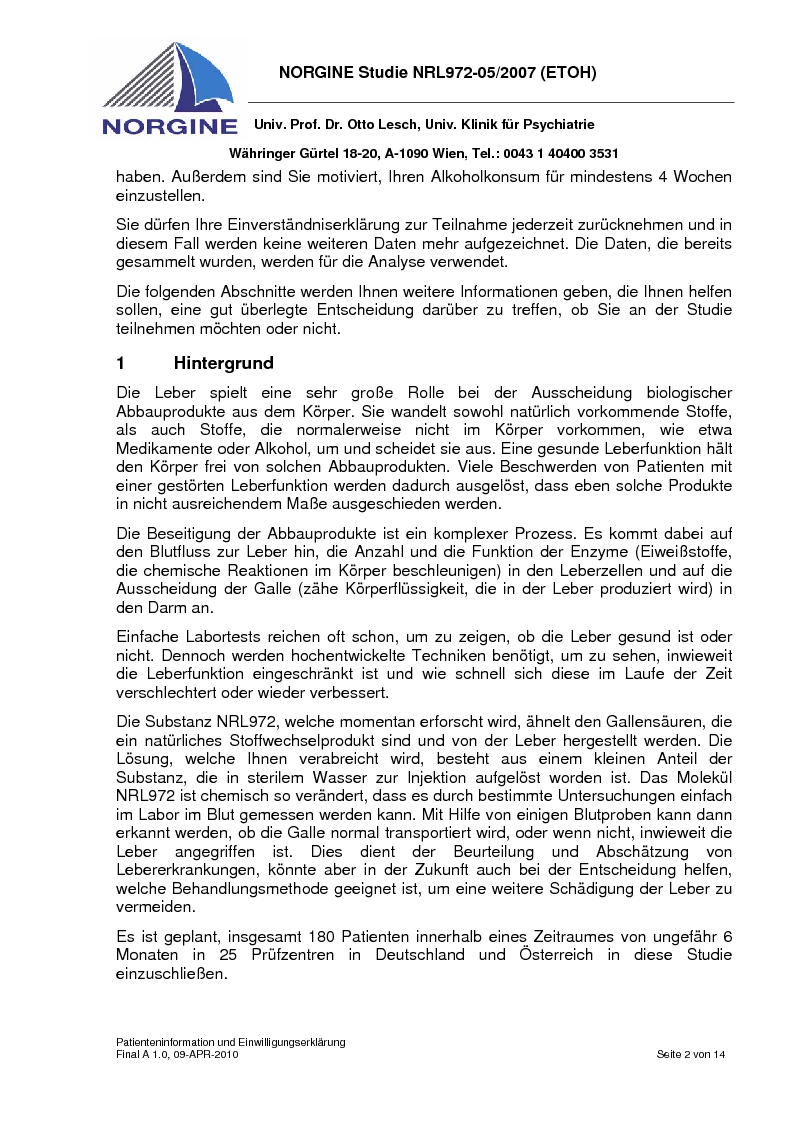 NORGINE Studie NRL972-05/2007 (ETOH)
NORGINE
Univ. Prof. Dr. Otto Lesch, Univ. Klinik für Psychiatrie
Währinger Gürtel 18-20, A-1090 Wien, Tel.: 0043 1 40400 3531
haben. Außerdem sind Sie motiviert, Ihren Alkoholkonsum für mindestens 4 Wochen
einzustellen.
Sie dürfen Ihre Einverständniserklärung zur Teilnahme jederzeit zurücknehmen und in
diesem Fall werden keine weiteren Daten mehr aufgezeichnet. Die Daten, die bereits
gesammelt wurden, werden für die Analyse verwendet.
Die folgenden Abschnitte werden Ihnen weitere Informationen geben, die Ihnen helfen
sollen, eine gut überlegte Entscheidung darüber zu treffen, ob Sie an der Studie
teilnehmen möchten oder nicht.
1 Hintergrund
Die Leber spielt eine sehr große Rolle bei der Ausscheidung biologischer
Abbauprodukte aus dem Körper. Sie wandelt sowohl natürlich vorkommende Stoffe,
als auch Stoffe, die normalerweise nicht im Körper vorkommen, wie etwa
Medikamente oder Alkohol, um und scheidet sie aus. Eine gesunde Leberfunktion hält
den Körper frei von solchen Abbauprodukten. Viele Beschwerden von Patienten mit
einer gestörten Leberfunktion werden dadurch ausgelöst, dass eben solche Produkte
in nicht ausreichendem Maße ausgeschieden werden.
Die Beseitigung der Abbauprodukte ist ein komplexer Prozess. Es kommt dabei auf
den Blutfluss zur Leber hin, die Anzahl und die Funktion der Enzyme (Eiweißstoffe,
die chemische Reaktionen im Körper beschleunigen) in den Leberzellen und auf die
Ausscheidung der Galle (zähe Körperflüssigkeit, die in der Leber produziert wird) in
den Darm an.
Einfache Labortests reichen oft schon, um zu zeigen, ob die Leber gesund ist oder
nicht. Dennoch werden hochentwickelte Techniken benötigt, um zu sehen, inwieweit
die Leberfunktion eingeschränkt ist und wie schnell sich diese im Laufe der Zeit
verschlechtert oder wieder verbessert.
Die Substanz NRL972, welche momentan erforscht wird, ähnelt den Gallensäuren, die
ein natürliches Stoffwechselprodukt sind und von der Leber hergestellt werden. Die
Lösung, welche Ihnen verabreicht wird, besteht aus einem kleinen Anteil der
Substanz, die in sterilem Wasser zur Injektion aufgelöst worden ist. Das Molekül
NRL972 ist chemisch so verändert, dass es durch bestimmte Untersuchungen einfach
im Labor im Blut gemessen werden kann. Mit Hilfe von einigen Blutproben kann dann
erkannt werden, ob die Galle normal transportiert wird, oder wenn nicht, inwieweit die
Leber angegriffen ist. Dies dient der Beurteilung und Abschätzung von
Lebererkrankungen, könnte aber in der Zukunft auch bei der Entscheidung helfen,
welche Behandlungsmethode geeignet ist, um eine weitere Schädigung der Leber zu
vermeiden.
Es ist geplant, insgesamt 180 Patienten innerhalb eines Zeitraumes von ungefähr 6
Monaten in 25 Prüfzentren in Deutschland und Österreich in diese Studie
einzuschließen.
Patienteninformation und Einwilligungserklärung
Final A 1.0, 09-APR-2010 Seite 2 von 14